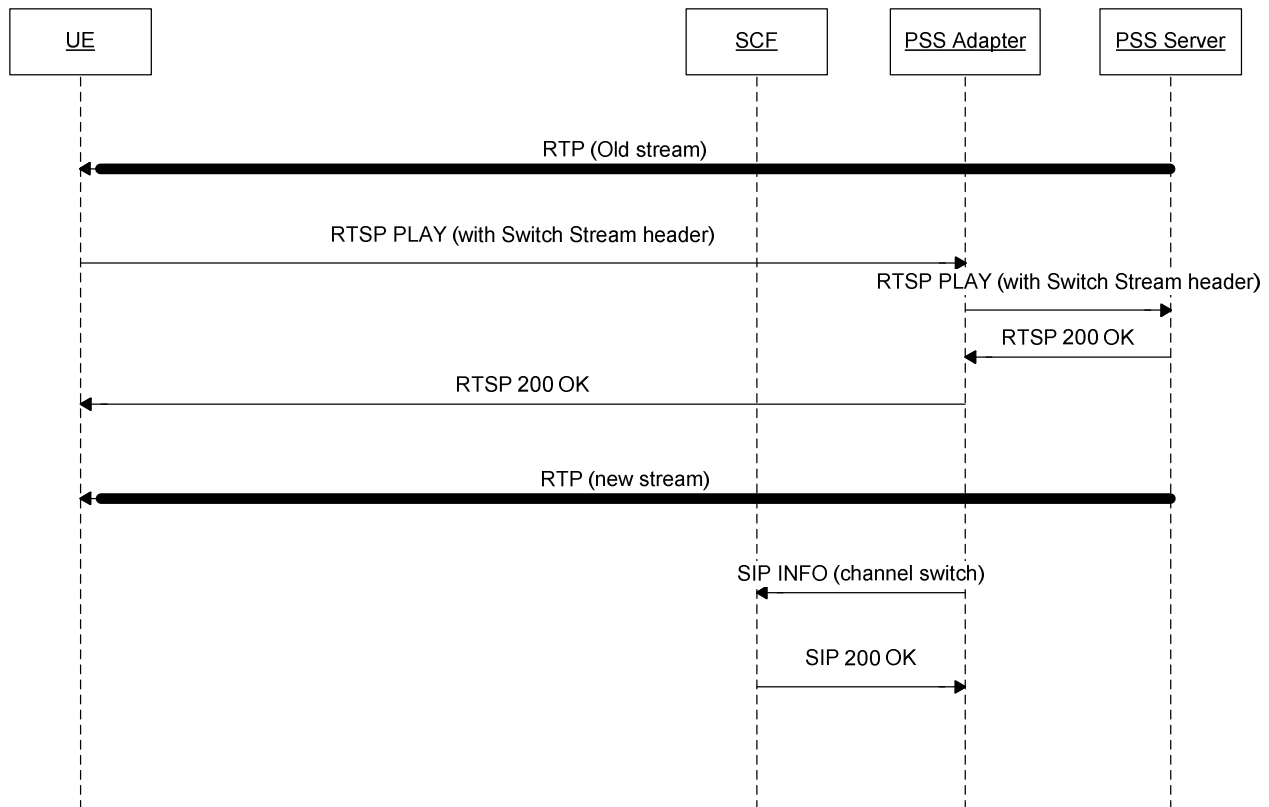 UE
SCF
PSS Adapter
PSS Server
RTP (Old stream)
RTSP PLAY (with Switch Stream header)
RTSP PLAY (with Switch Stream header)
RTSP 200 OK
RTSP 200 OK
RTP (new stream)
SIP INFO (channel switch)
SIP 200 OK